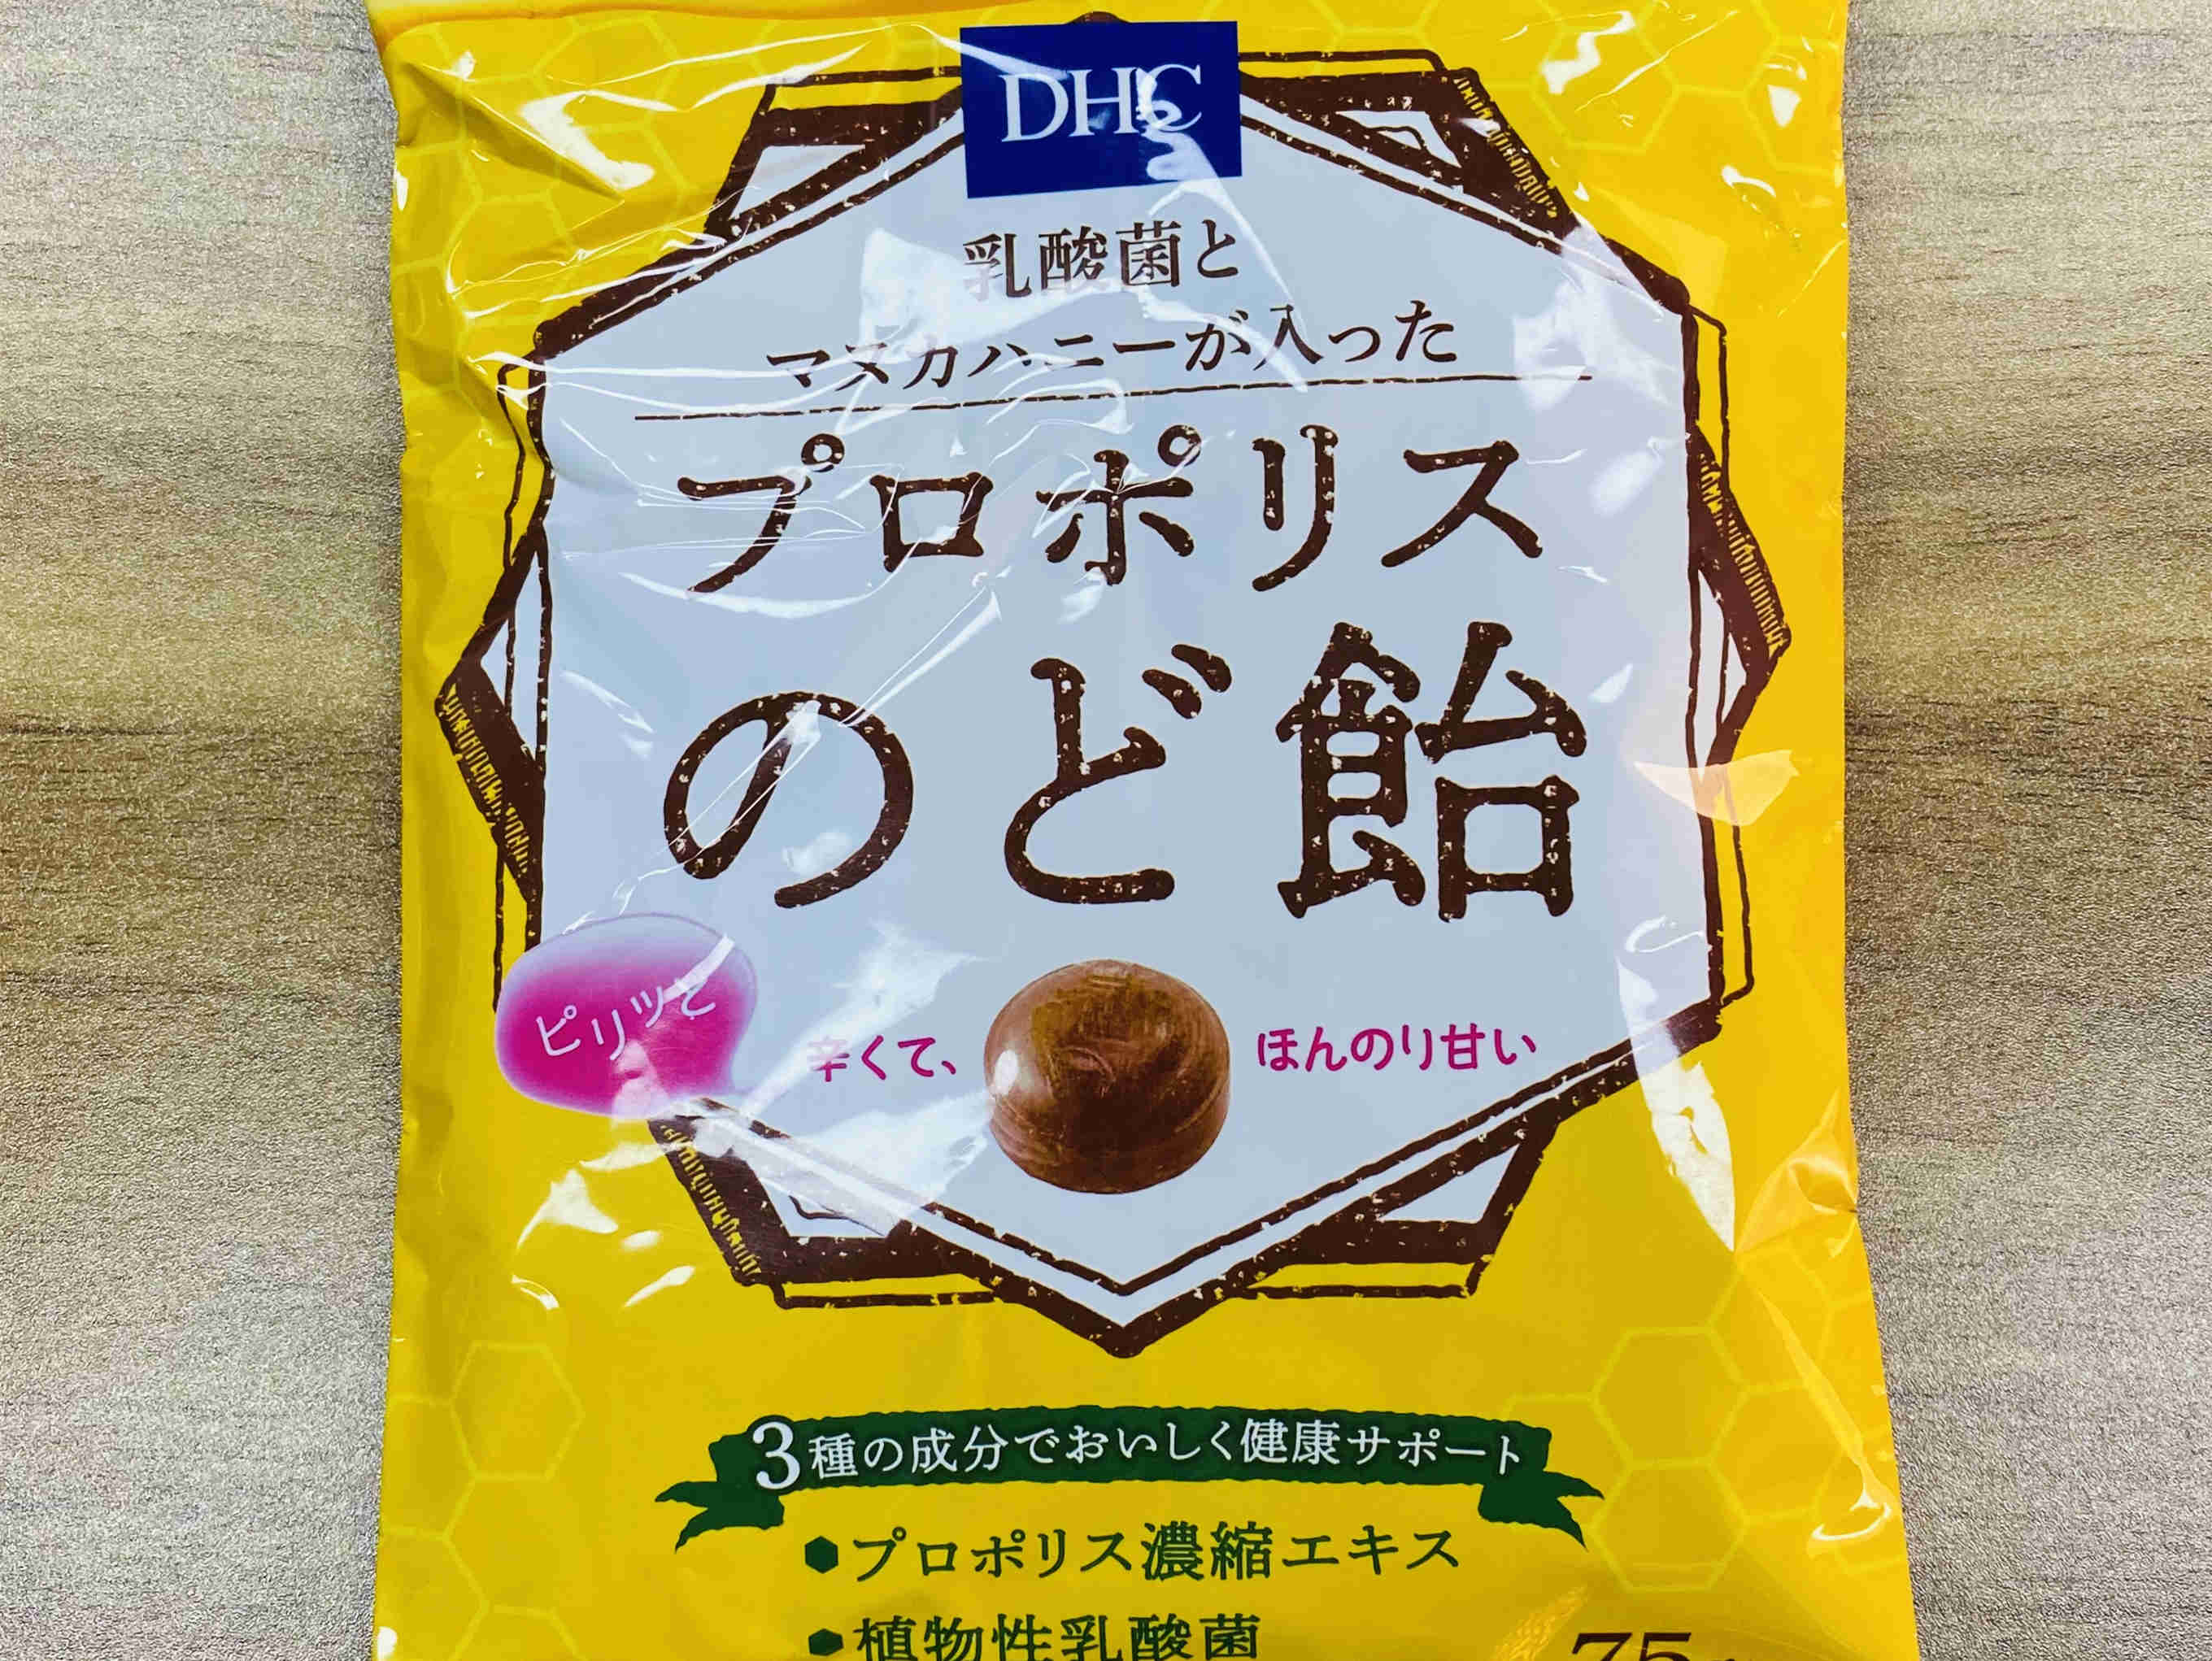 DHC
乳酸菌と
マヌカハニーが入った
プロポリス
のど飴
ピリッと
辛くて、
ほんのり甘い
3種の成分でおいしく健康サポート
●プロポリス濃縮エキス
●植物性乳酸菌
75